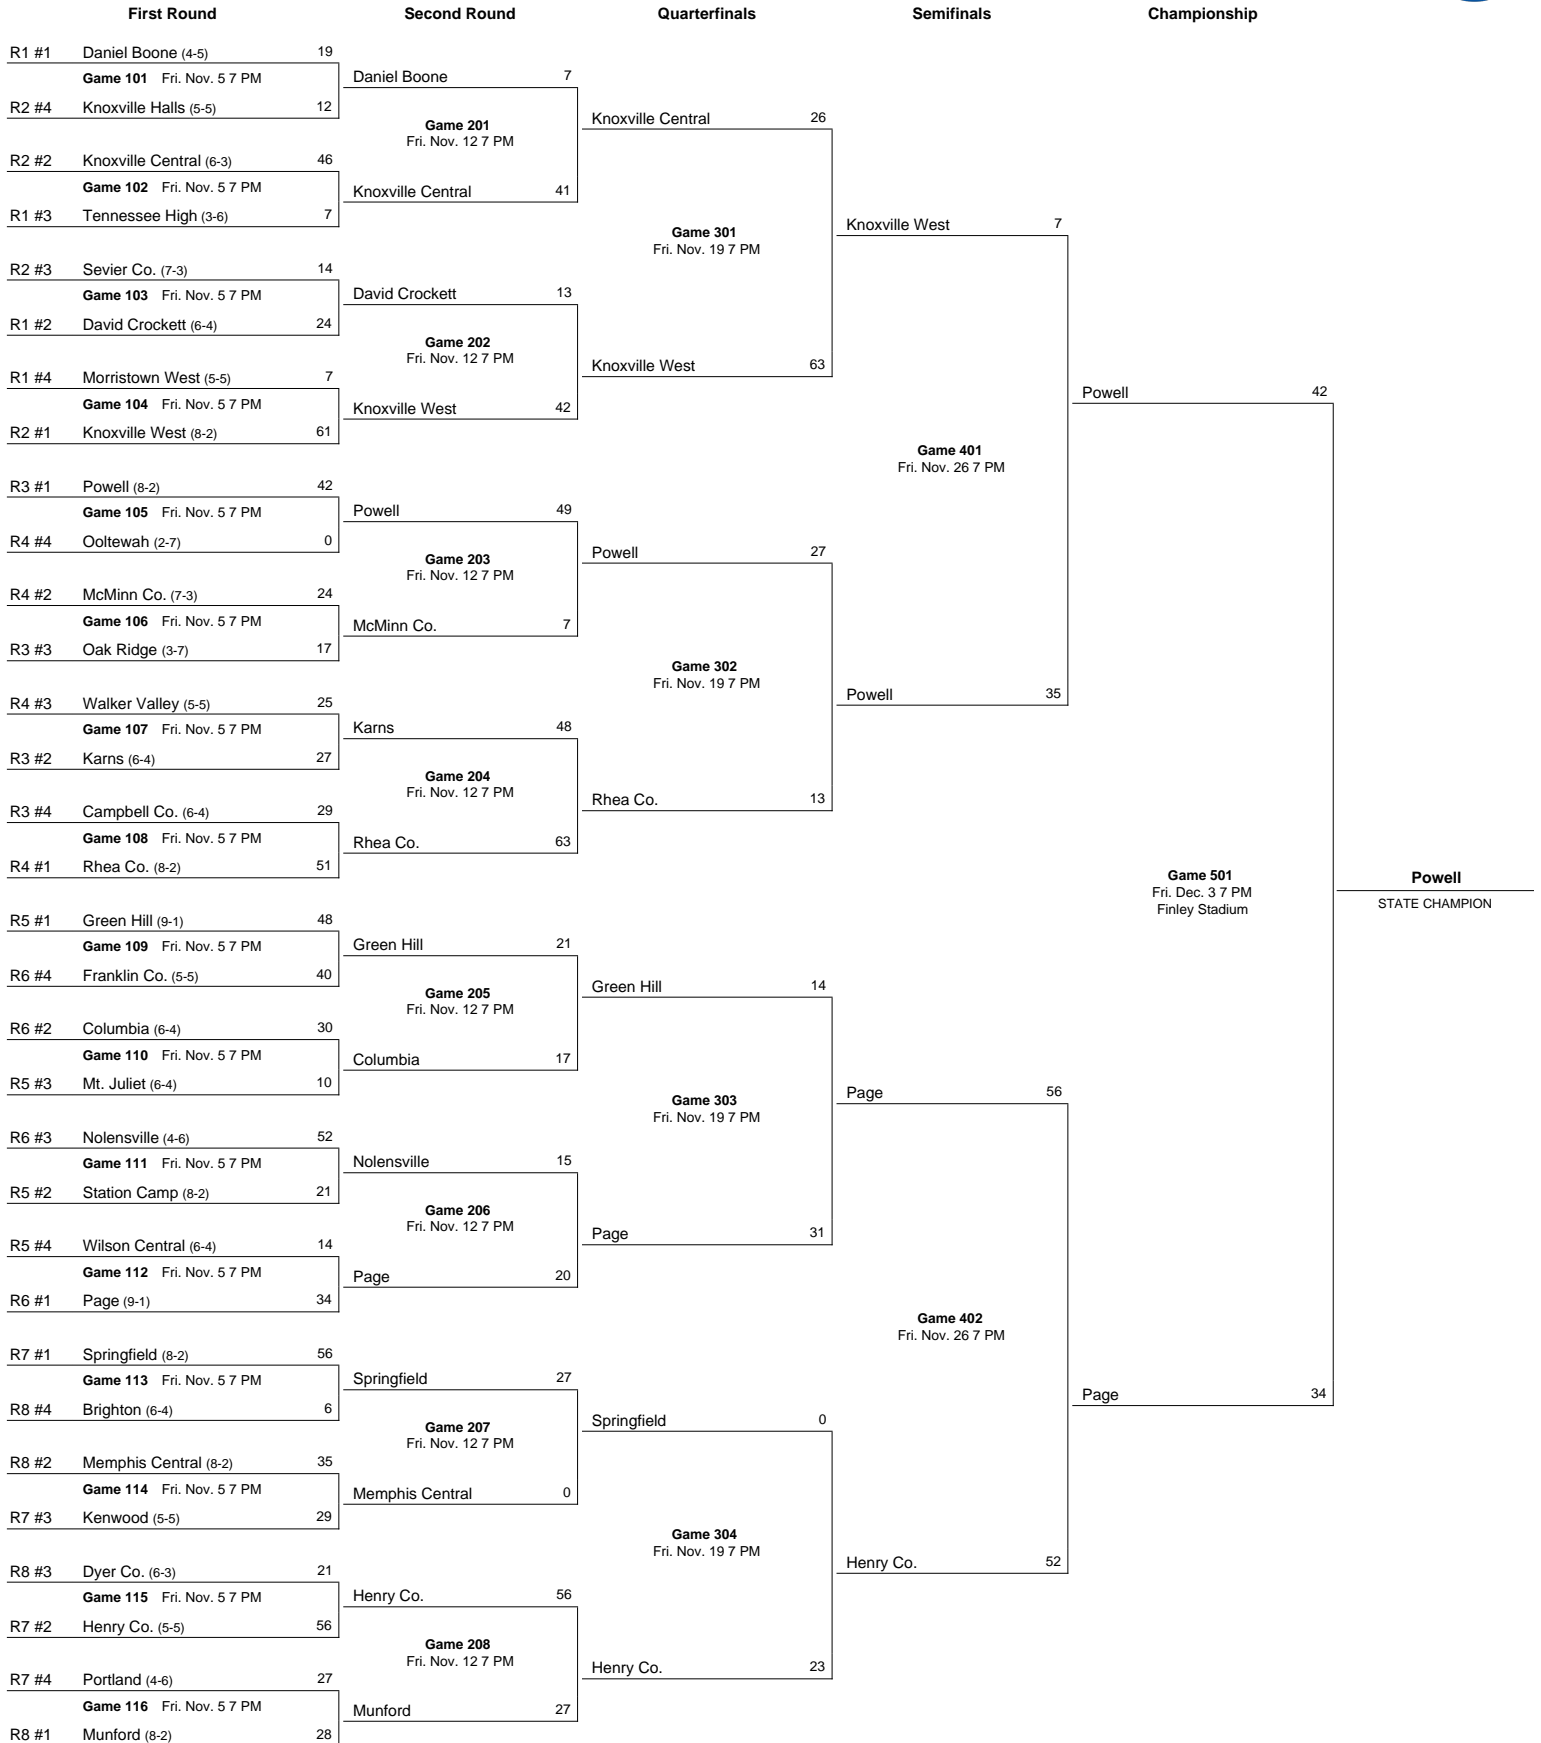 First Round Second Round Quarterfinals Semifinals Championship
R1 #1 Daniel Boone (4-5) 19
Game 101 Fri. Nov. 5 7 PM
R2 #4 Knoxville Halls (5-5) 12
R2 #2 Knoxville Central (6-3) 46
Game 102 Fri. Nov. 5 7 PM
R1 #3 Tennessee High (3-6) 7
R2 #3 Sevier Co. (7-3) 14
Game 103 Fri. Nov. 5 7 PM
R1 #2 David Crockett (6-4) 24
R1 #4 Morristown West (5-5) 7
Game 104 Fri. Nov. 5 7 PM
R2 #1 Knoxville West (8-2) 61
R3 #1 Powell (8-2) 42
Game 105 Fri. Nov. 5 7 PM
R4 #4 Ooltewah (2-7) 0
R4 #2 McMinn Co. (7-3) 24
Game 106 Fri. Nov. 5 7 PM
R3 #3 Oak Ridge (3-7) 17
R4 #3 Walker Valley (5-5) 25
Game 107 Fri. Nov. 5 7 PM
R3 #2 Karns (6-4) 27
R3 #4 Campbell Co. (6-4) 29
Game 108 Fri. Nov. 5 7 PM
R4 #1 Rhea Co. (8-2) 51
R5 #1 Green Hill (9-1) 48
Game 109 Fri. Nov. 5 7 PM
R6 #4 Franklin Co. (5-5) 40
R6 #2 Columbia (6-4) 30
Game 110 Fri. Nov. 5 7 PM
R5 #3 Mt. Juliet (6-4) 10
R6 #3 Nolensville (4-6) 52
Game 111 Fri. Nov. 5 7 PM
R5 #2 Station Camp (8-2) 21
R5 #4 Wilson Central (6-4) 14
Game 112 Fri. Nov. 5 7 PM
R6 #1 Page (9-1) 34
R7 #1 Springfield (8-2) 56
Game 113 Fri. Nov. 5 7 PM
R8 #4 Brighton (6-4) 6
R8 #2 Memphis Central (8-2) 35
Game 114 Fri. Nov. 5 7 PM
R7 #3 Kenwood (5-5) 29
R8 #3 Dyer Co. (6-3) 21
Game 115 Fri. Nov. 5 7 PM
R7 #2 Henry Co. (5-5) 56
R7 #4 Portland (4-6) 27
Game 116 Fri. Nov. 5 7 PM
R8 #1 Munford (8-2) 28
Daniel Boone 7
Game 201
Fri. Nov. 12 7 PM
Knoxville Central 41
David Crockett 13
Game 202
Fri. Nov. 12 7 PM
Knoxville West 42
Powell 49
Game 203
Fri. Nov. 12 7 PM
McMinn Co. 7
Karns 48
Game 204
Fri. Nov. 12 7 PM
Rhea Co. 63
Green Hill 21
Game 205
Fri. Nov. 12 7 PM
Columbia 17
Nolensville 15
Game 206
Fri. Nov. 12 7 PM
Page 20
Springfield 27
Game 207
Fri. Nov. 12 7 PM
Memphis Central 0
Henry Co. 56
Game 208
Fri. Nov. 12 7 PM
Munford 27
Knoxville Central 26
Game 301
Fri. Nov. 19 7 PM
Knoxville West 63
Powell 27
Game 302
Fri. Nov. 19 7 PM
Rhea Co. 13
Green Hill 14
Game 303
Fri. Nov. 19 7 PM
Page 31
Springfield 0
Game 304
Fri. Nov. 19 7 PM
Henry Co. 23
Knoxville West 7
Game 401
Fri. Nov. 26 7 PM
Powell 35
Page 56
Game 402
Fri. Nov. 26 7 PM
Henry Co. 52
Powell 42
Game 501
Fri. Dec. 3 7 PM
Finley Stadium
Page 34
Powell
STATE CHAMPION